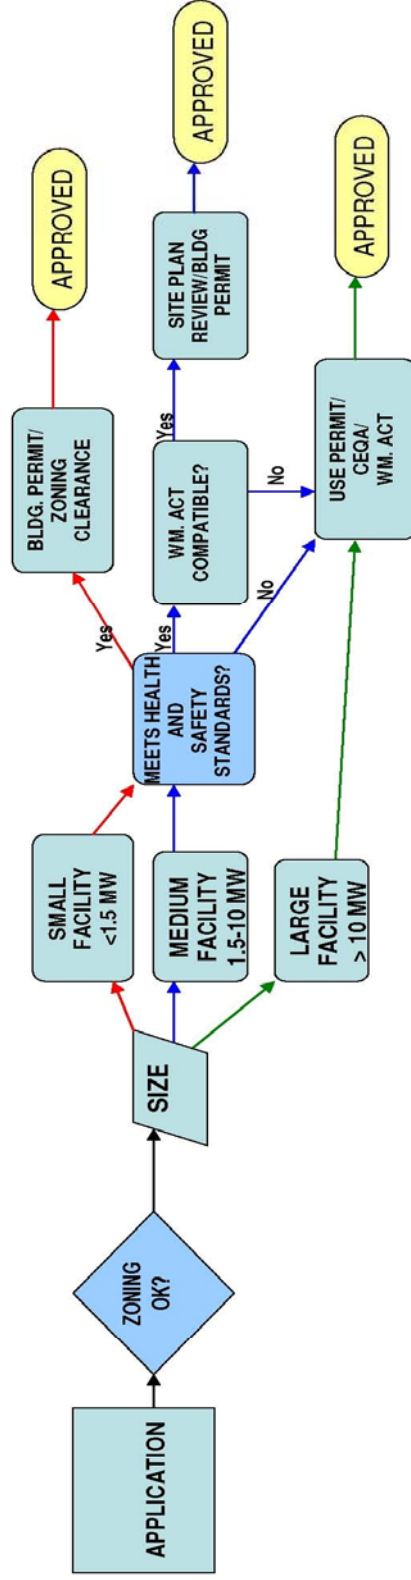 APPLICATION
ZONING
OK?
SIZE
SMALL
FACILITY
<1.5 MW
MEDIUM
FACILITY
1.5-10 MW
LARGE
FACILITY
> 10 MW
MEETS HEALTH
AND
SAFETY
STANDARDS?
Yes
Yes
No
BLDG. PERMIT/
ZONING
CLEARANCE
WM. ACT
COMPATIBLE?
Yes
No
SITE PLAN
REVIEW/BLDG
PERMIT
USE PERMIT/
CEQA/
WM. ACT
APPROVED
APPROVED
APPROVED